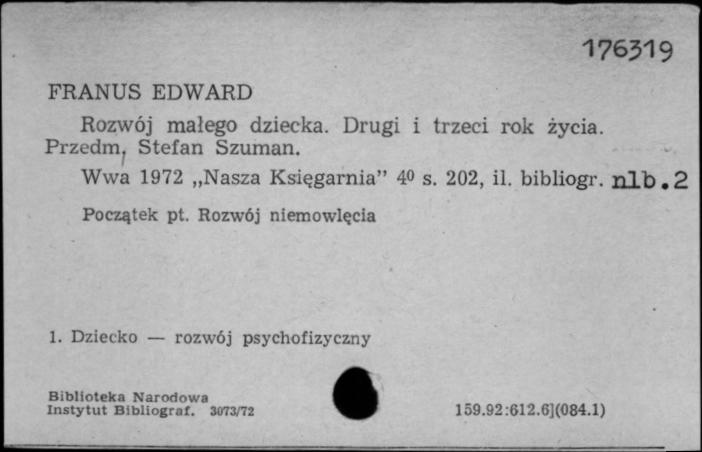 176319
FRANUS EDWARD
Rozwój małego dziecka. Drugi i trzeci rok życia.
Przedm, Stefan Szuman.
Wwa 1972 „Nasza Księgarnia” 4⁰ s. 202, il. bibliogr. nlb.2
Początek pt. Rozwój niemowlęcia
1. Dziecko — rozwój psychofizyczny
Biblioteka Narodowa
Instytut Bibliograf. 3073/72
159.92:612.6](084.1)